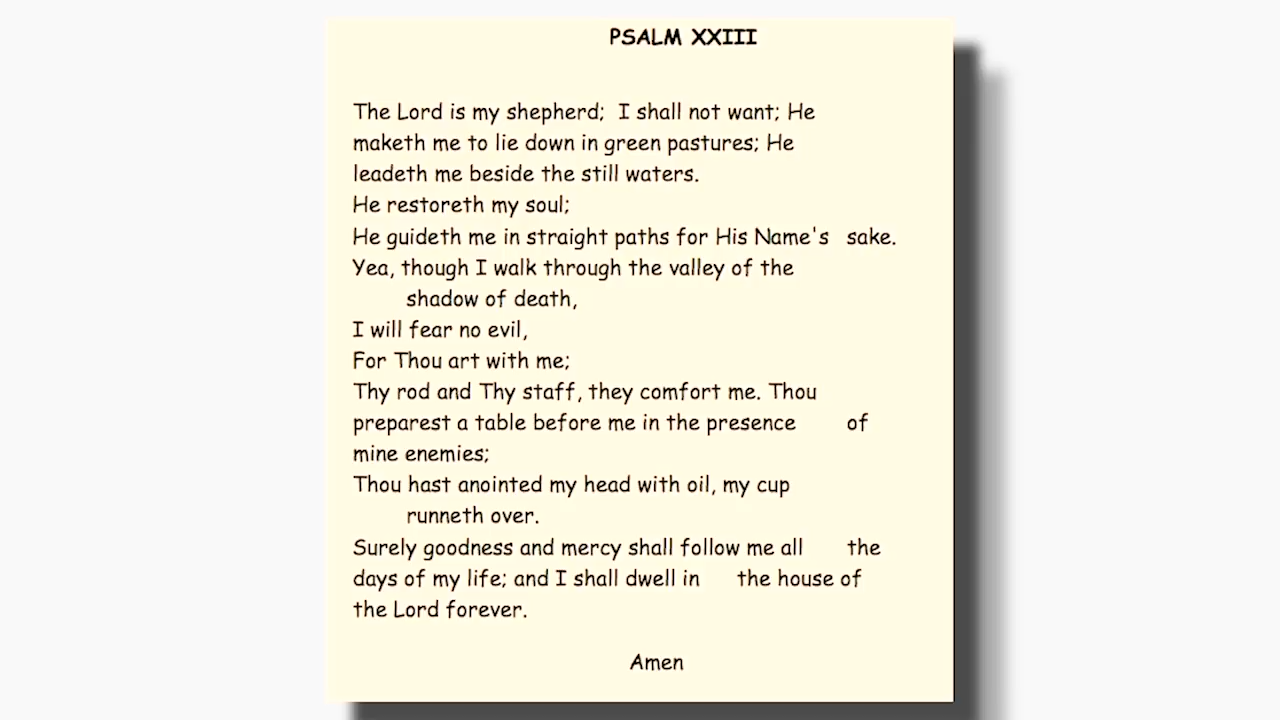 PSALM XXIII
The Lord is my shepherd; I shall not want; He
maketh me to lie down in green pastures; He
leadeth me beside the still waters.
He restoreth my soul;
He guideth me in straight paths for His Name's sake.
Yea, though I walk through the valley of the
shadow of death,
I will fear no evil,
For Thou art with me;
Thy rod and Thy staff, they comfort me. Thou
preparest a table before me in the presence of
mine enemies;
Thou hast anointed my head with oil, my cup
runneth over.
Surely goodness and mercy shall follow me all the
days of my life; and I shall dwell in the house of
the Lord forever.
Amen